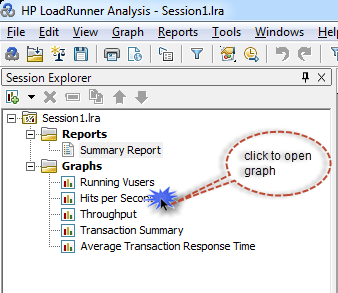 HP LoadRunner Analysis - Session1.lra
File Edit View Graph Reports Tools Windows Help
Session Explorer
Session1.lra
Reports
Summary Report
Graphs
Running Vusers
Hits per Second
Throughput
Transaction Summary
Average Transaction Response Time
click to open
graph